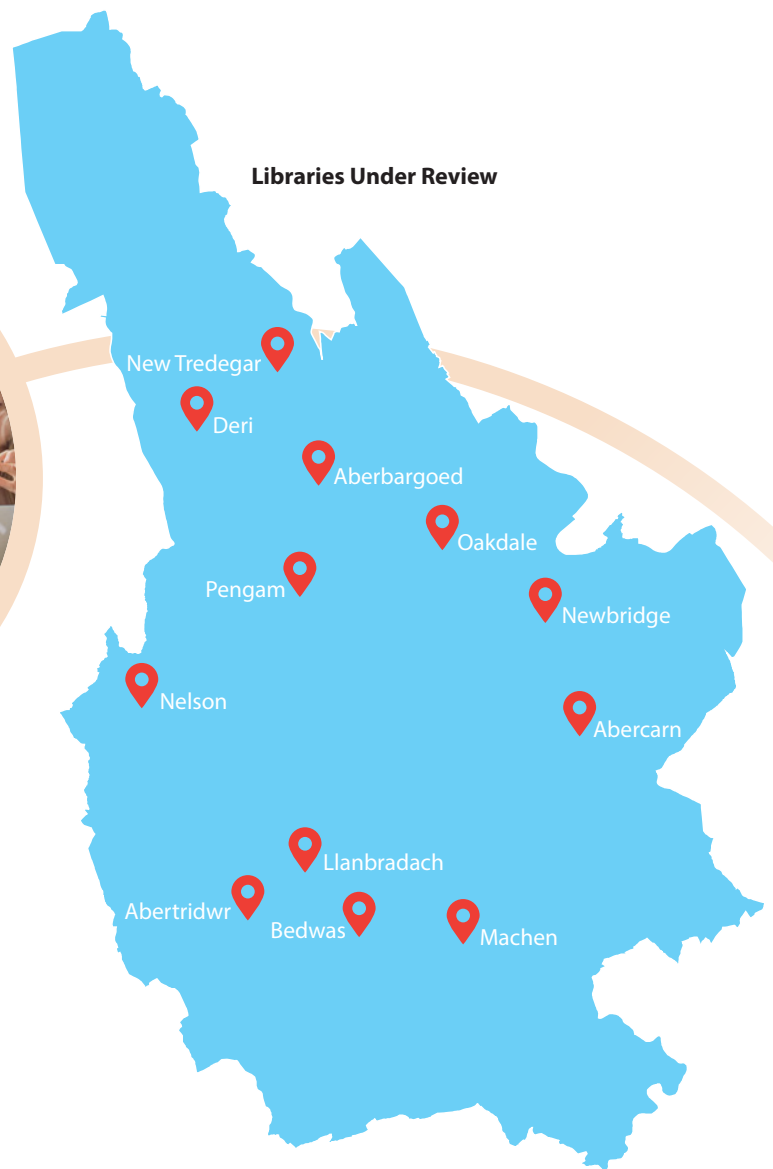 Libraries Under Review
New Tredegar
Deri
Aberbargoed
Oakdale
Pengam
Newbridge
Nelson
Abercarn
Llanbradach
Abertridwr
Bedwas
Machen